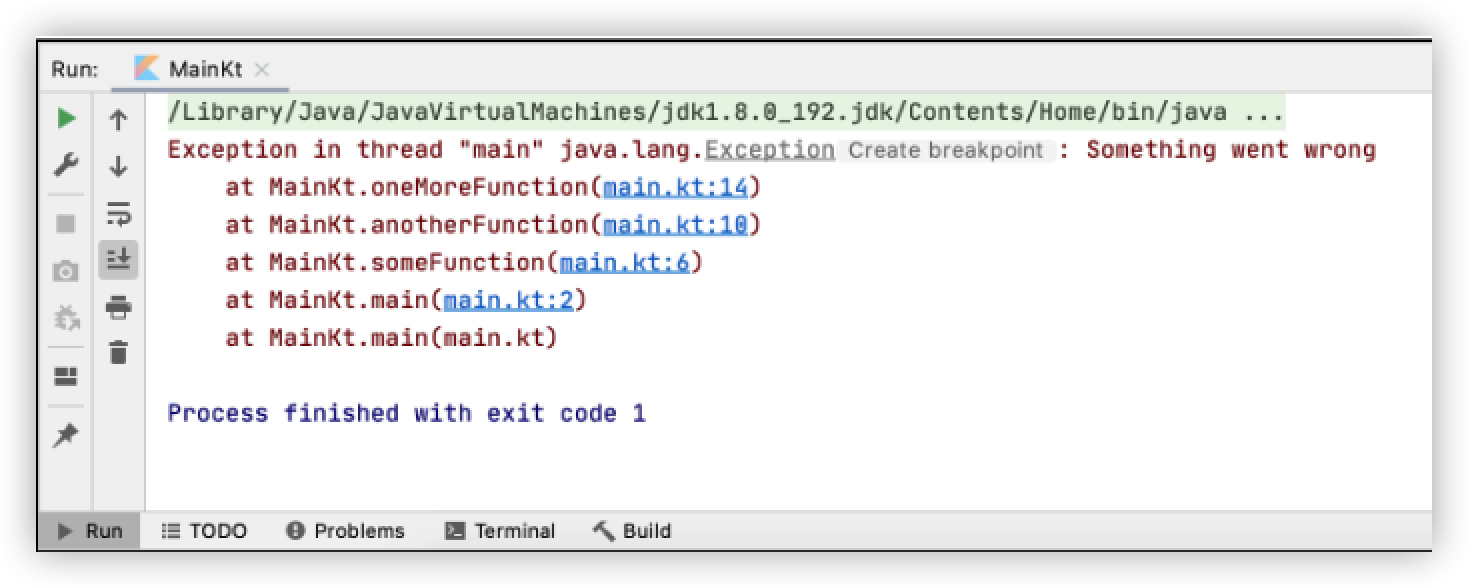 Run: MainKt
/Library/Java/JavaVirtualMachines/jdk1.8.0_192.jdk/Contents/Home/bin/java ...
Exception in thread "main" java.lang.Exception Create breakpoint : Something went wrong
    at MainKt.oneMoreFunction(main.kt:14)
    at MainKt.anotherFunction(main.kt:10)
    at MainKt.someFunction(main.kt:6)
    at MainKt.main(main.kt:2)
    at MainKt.main(main.kt)
Process finished with exit code 1
Run TODO Problems Terminal Build